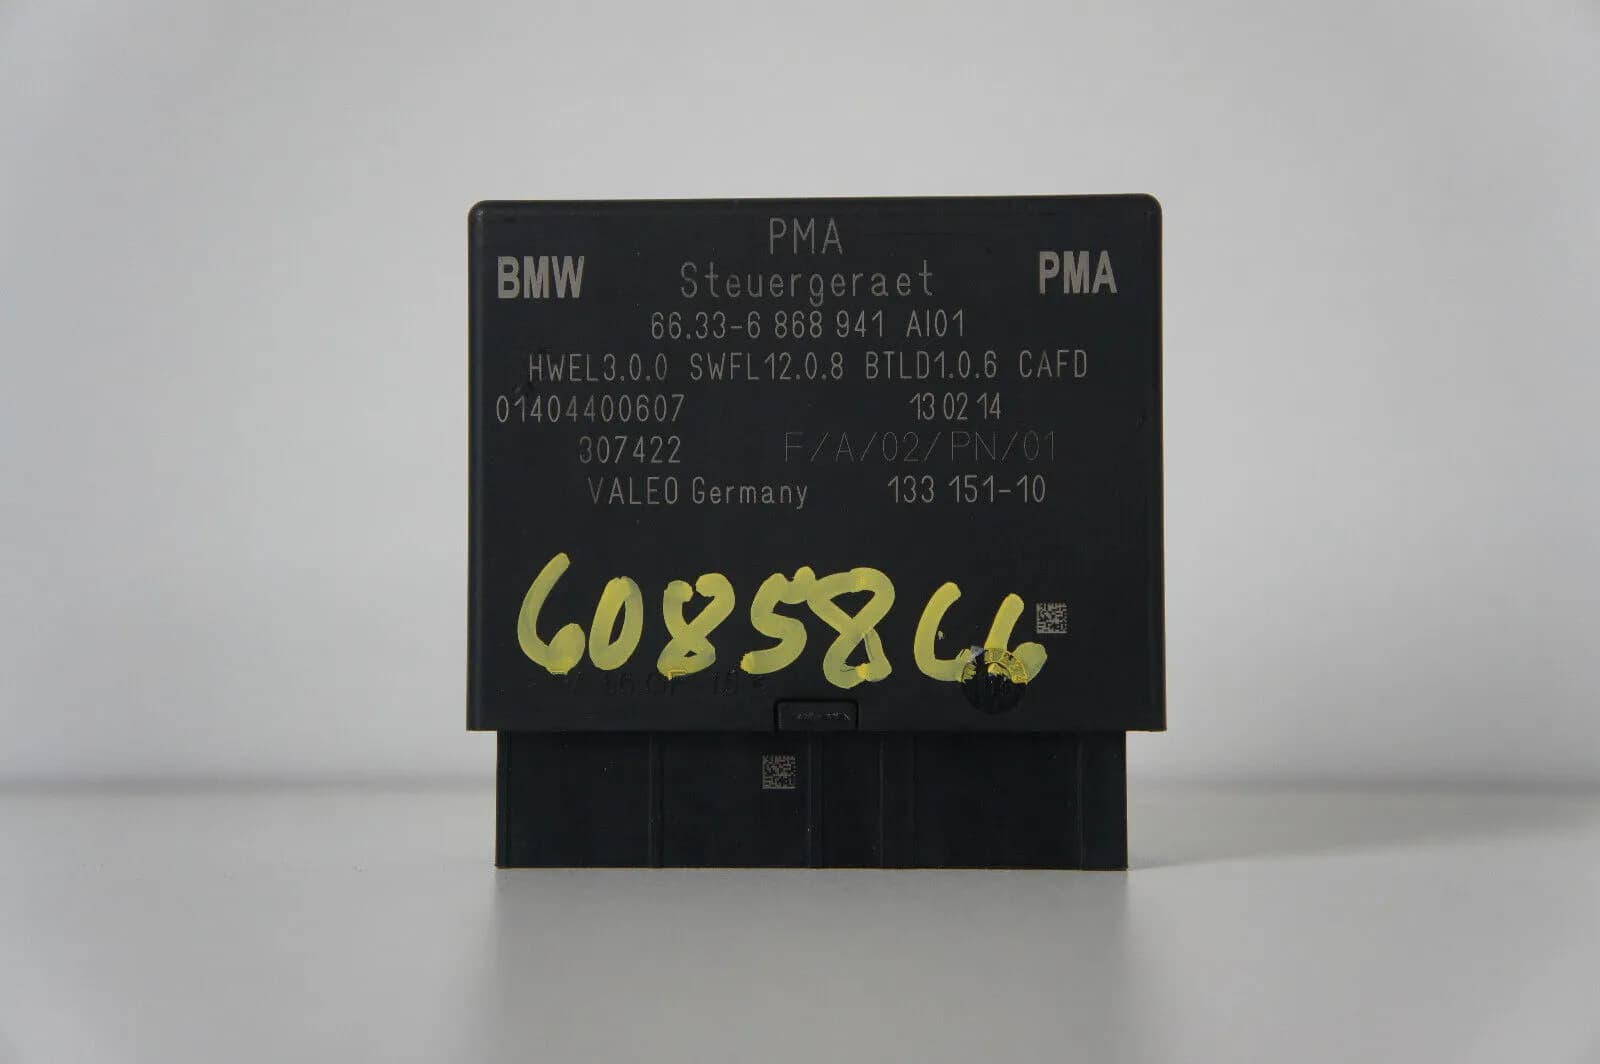 PMA
BMW Steuergeraet PMA
66.33-6 868 941 AI01
HWEL3.0.0 SWFL12.0.8 BTLD1.0.6 CAFD
01404400607 13 02 14
307422 F/A/02/PN/01
VALEO Germany 133 151-10
6085866